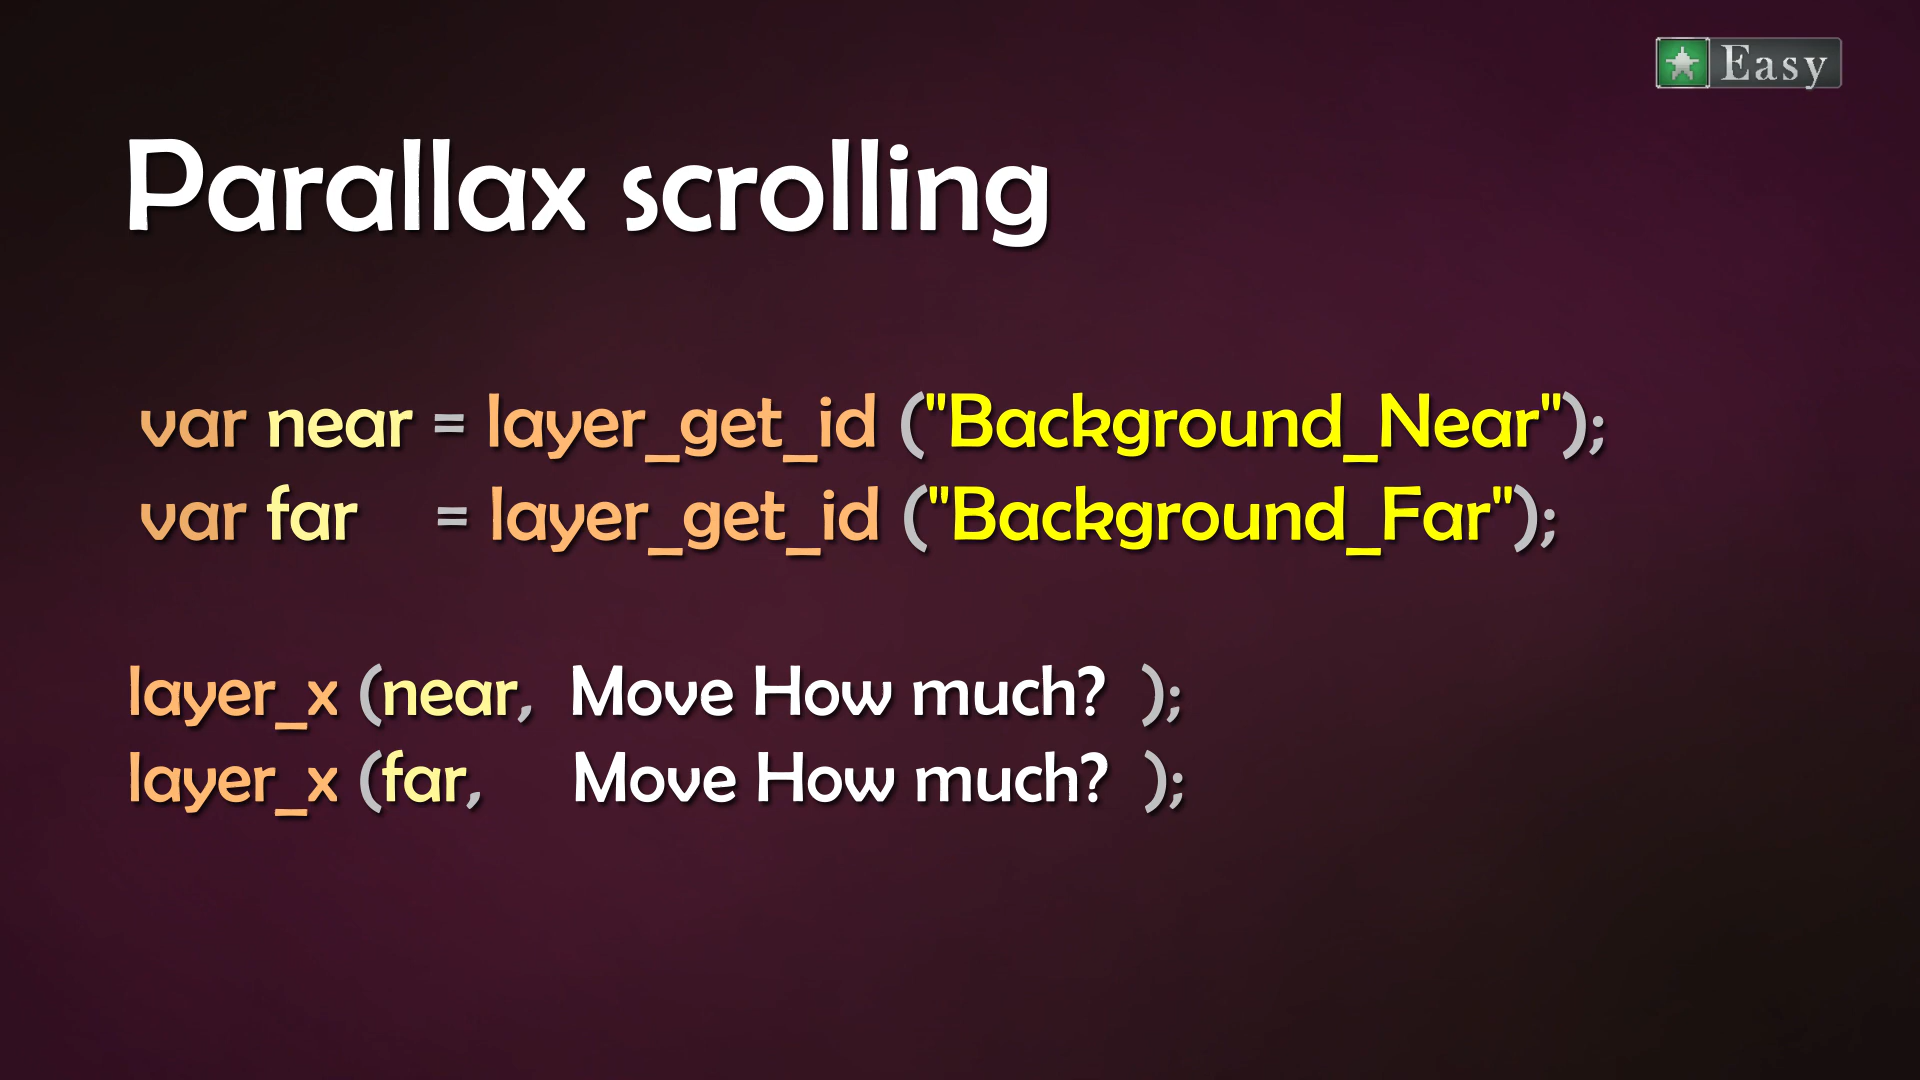 Easy
Parallax scrolling
var near = layer_get_id ("Background_Near");
var far = layer_get_id ("Background_Far");
layer_x (near, Move How much? );
layer_x (far, Move How much? );